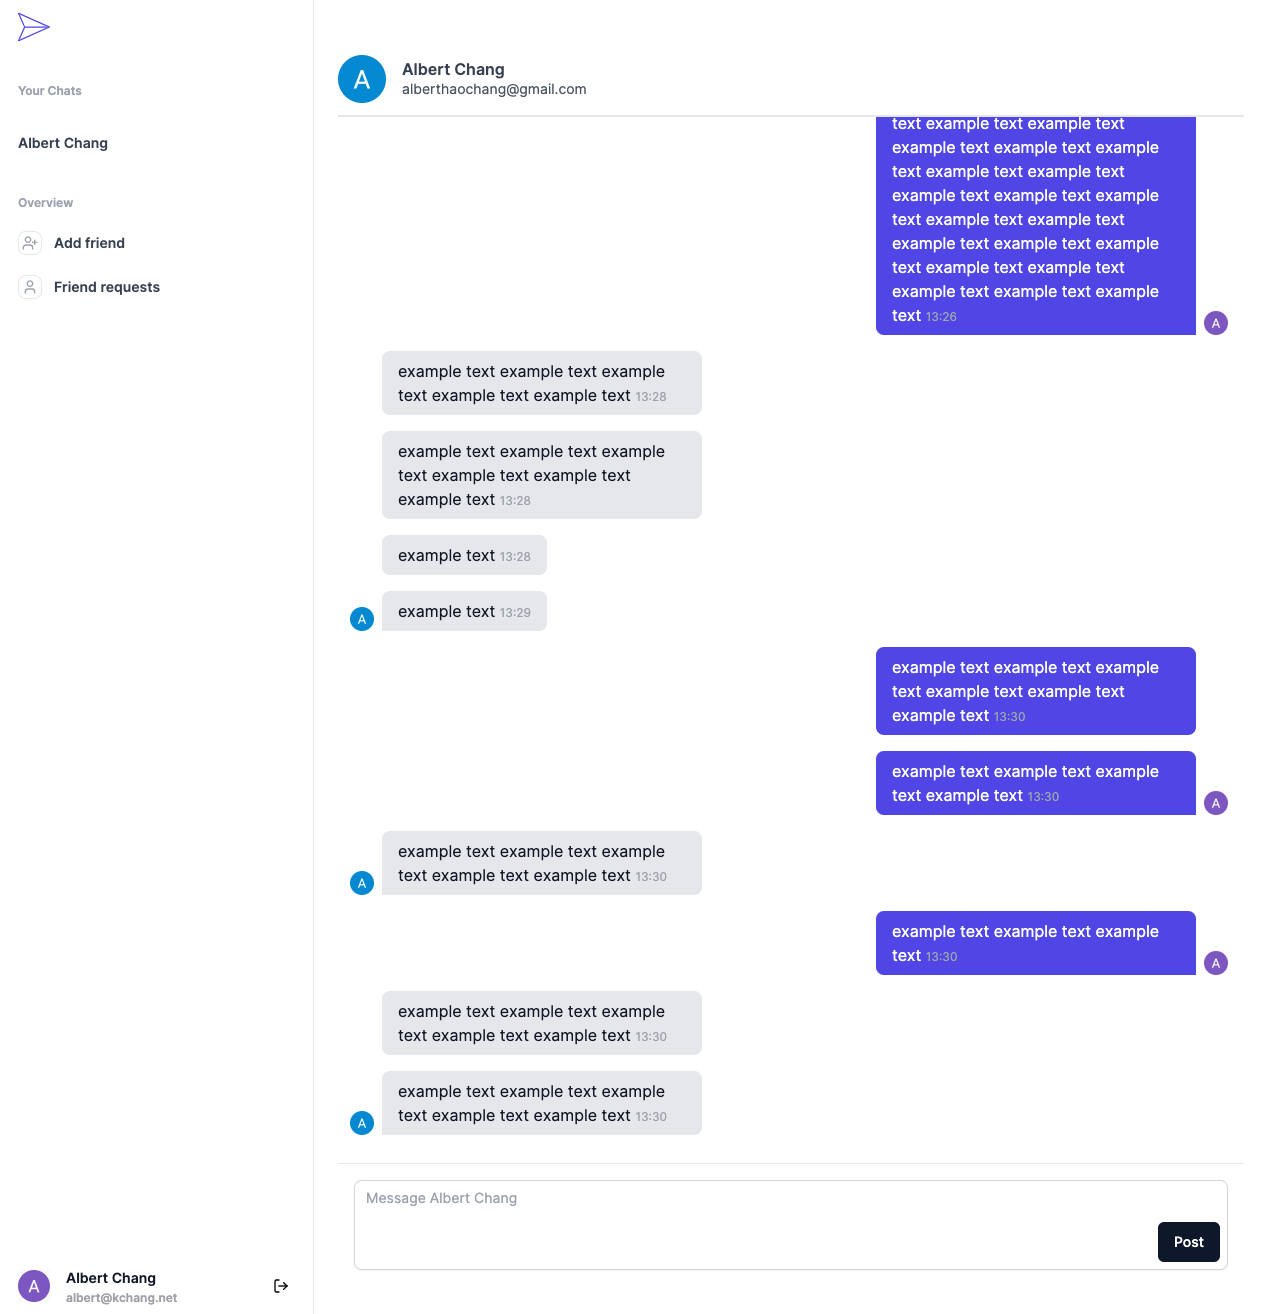 Your Chats
Albert Chang
Overview
Add friend
Friend requests
Albert Chang
albert@kchang.net
A
A
Albert Chang
alberthaochang@gmail.com
text example text example text
example text example text example
text example text example text
example text example text example
text example text example text
example text example text example
text example text example text
example text example text example
text 13:26
A
example text example text example
text example text example text 13:28
example text example text example
text example text example text
example text 13:28
example text 13:28
example text 13:29
A
example text example text example
text example text example text
example text 13:30
example text example text example
text example text 13:30
A
example text example text example
text example text example text 13:30
A
example text example text example
text 13:30
A
example text example text example
text example text example text 13:30
example text example text example
text example text example text 13:30
A
Message Albert Chang
Post